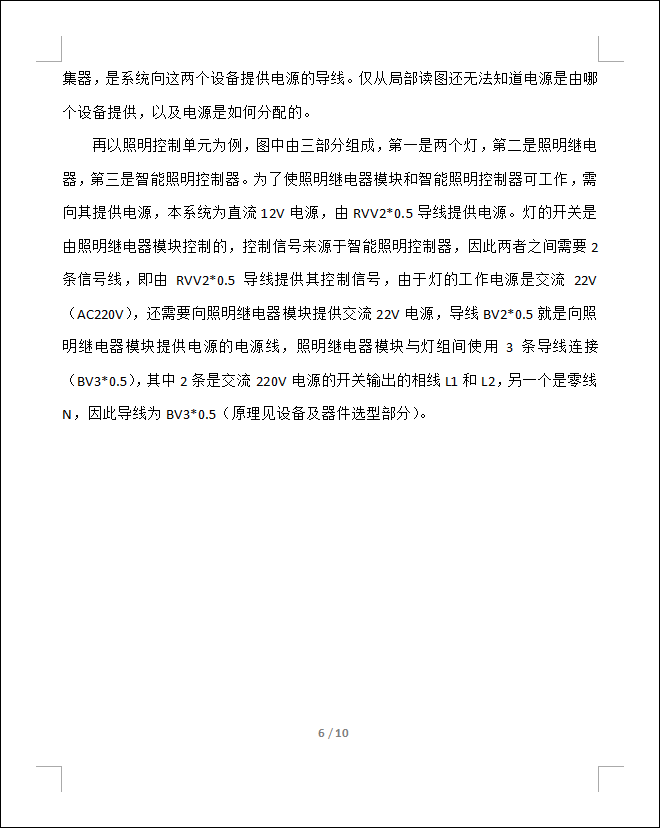 集器，是系统向这两个设备提供电源的导线。仅从局部读图还无法知道电源是由哪
个设备提供，以及电源是如何分配的。
再以照明控制单元为例，图中由三部分组成，第一是两个灯，第二是照明继电
器，第三是智能照明控制器。为了使照明继电器模块和智能照明控制器可工作，需
向其提供电源，本系统为直流 12V 电源，由 RVV2*0.5 导线提供电源。灯的开关是
由照明继电器模块控制的，控制信号来源于智能照明控制器，因此两者之间需要 2
条信号线，即由 RVV2*0.5 导线提供其控制信号，由于灯的工作电源是交流 22V
（AC220V），还需要向照明继电器模块提供交流 22V 电源，导线 BV2*0.5 就是向照
明继电器模块提供电源的电源线，照明继电器模块与灯组间使用 3 条导线连接
（BV3*0.5），其中 2 条是交流 220V 电源的开关输出的相线 L1 和 L2，另一个是零线
N，因此导线为 BV3*0.5（原理见设备及器件选型部分）。
6 / 10